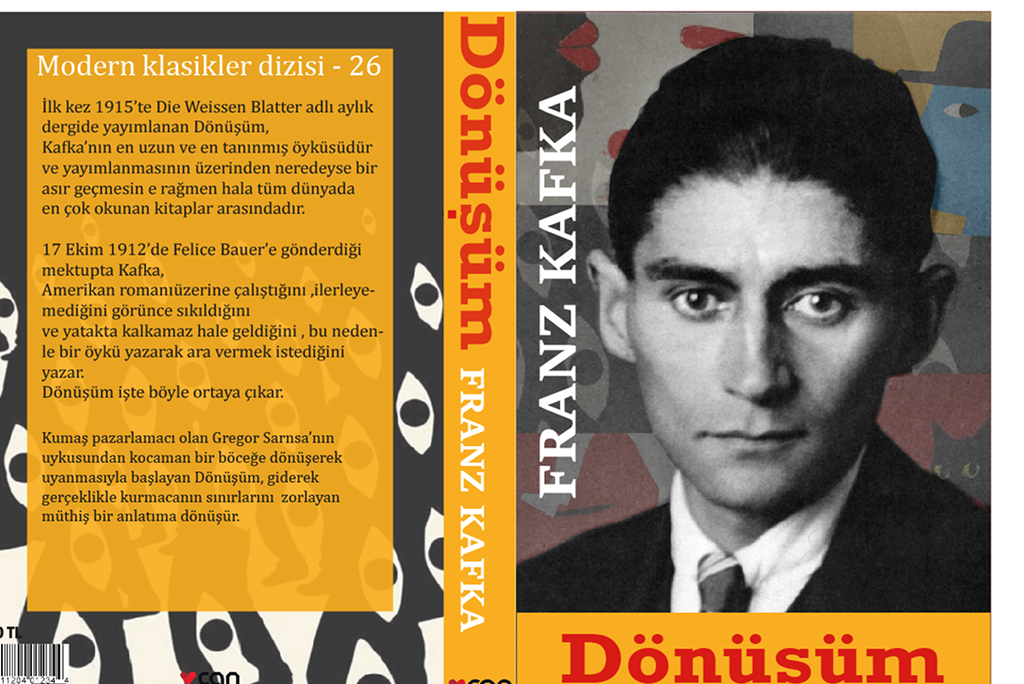 Modern klasikler dizisi - 26
İlk kez 1915’te Die Weissen Blatter adlı aylık
dergide yayımlanan Dönüşüm,
Kafka’nın en uzun ve en tanınmış öyküsüdür
ve yayımlanmasının üzerinden neredeyse bir
asır geçmesin e rağmen hala tüm dünyada
en çok okunan kitaplar arasındadır.
17 Ekim 1912’de Felice Bauer’e gönderdiği
mektupta Kafka,
Amerikan romanıüzerine çalıştığını ,ilerleye-
mediğini görünce sıkıldığını
ve yatakta kalkamaz hale geldiğini , bu neden-
le bir öykü yazarak ara vermek istediğini
yazar.
Dönüşüm işte böyle ortaya çıkar.
Kumaş pazarlamacı olan Gregor Sarnsa’nın
uykusundan kocaman bir böceğe dönüşerek
uyanmasıyla başlayan Dönüşüm, giderek
gerçeklikle kurmacanın sınırlarını zorlayan
müthiş bir anlatıma dönüşür.
TL
can
Dönüşüm FRANZ KAFKA
can
FRANZ KAFKA
Dönüşüm